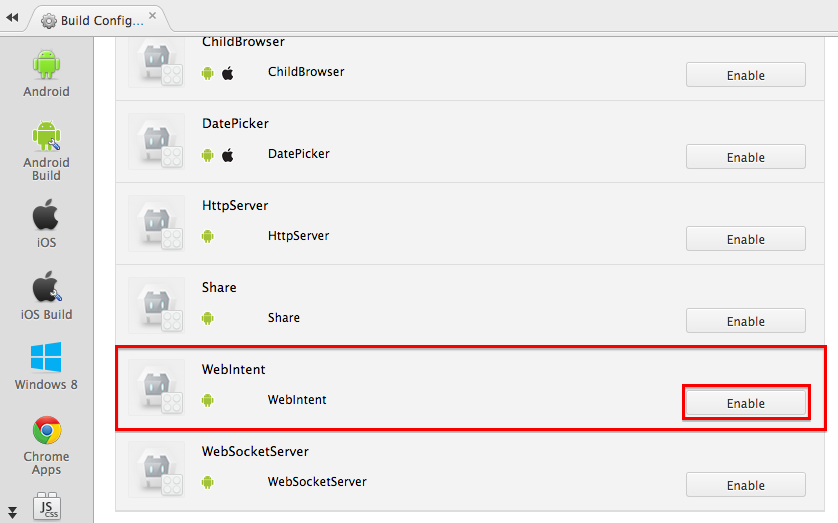 Build Config...
Android
Android
Build
iOS
iOS Build
Windows 8
Chrome
Apps
JS
CSS
ChildBrowser
ChildBrowser
Enable
DatePicker
DatePicker
Enable
HttpServer
HttpServer
Enable
Share
Share
Enable
WebIntent
WebIntent
Enable
WebSocketServer
WebSocketServer
Enable